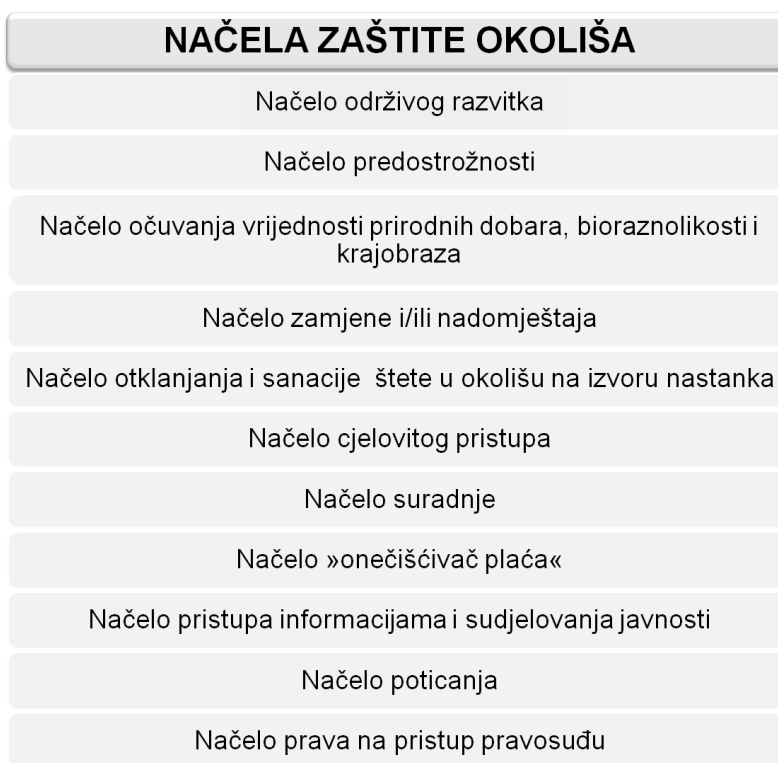 NAČELA ZAŠTITE OKOLIŠA
Načelo održivog razvitka
Načelo predostrožnosti
Načelo očuvanja vrijednosti prirodnih dobara, bioraznolikosti i
krajobraza
Načelo zamjene i/ili nadomještaja
Načelo otklanjanja i sanacije  štete u okolišu na izvoru nastanka
Načelo cjelovitog pristupa
Načelo suradnje
Načelo »onečišćivač plaća«
Načelo pristupa informacijama i sudjelovanja javnosti
Načelo poticanja
Načelo prava na pristup pravosuđu